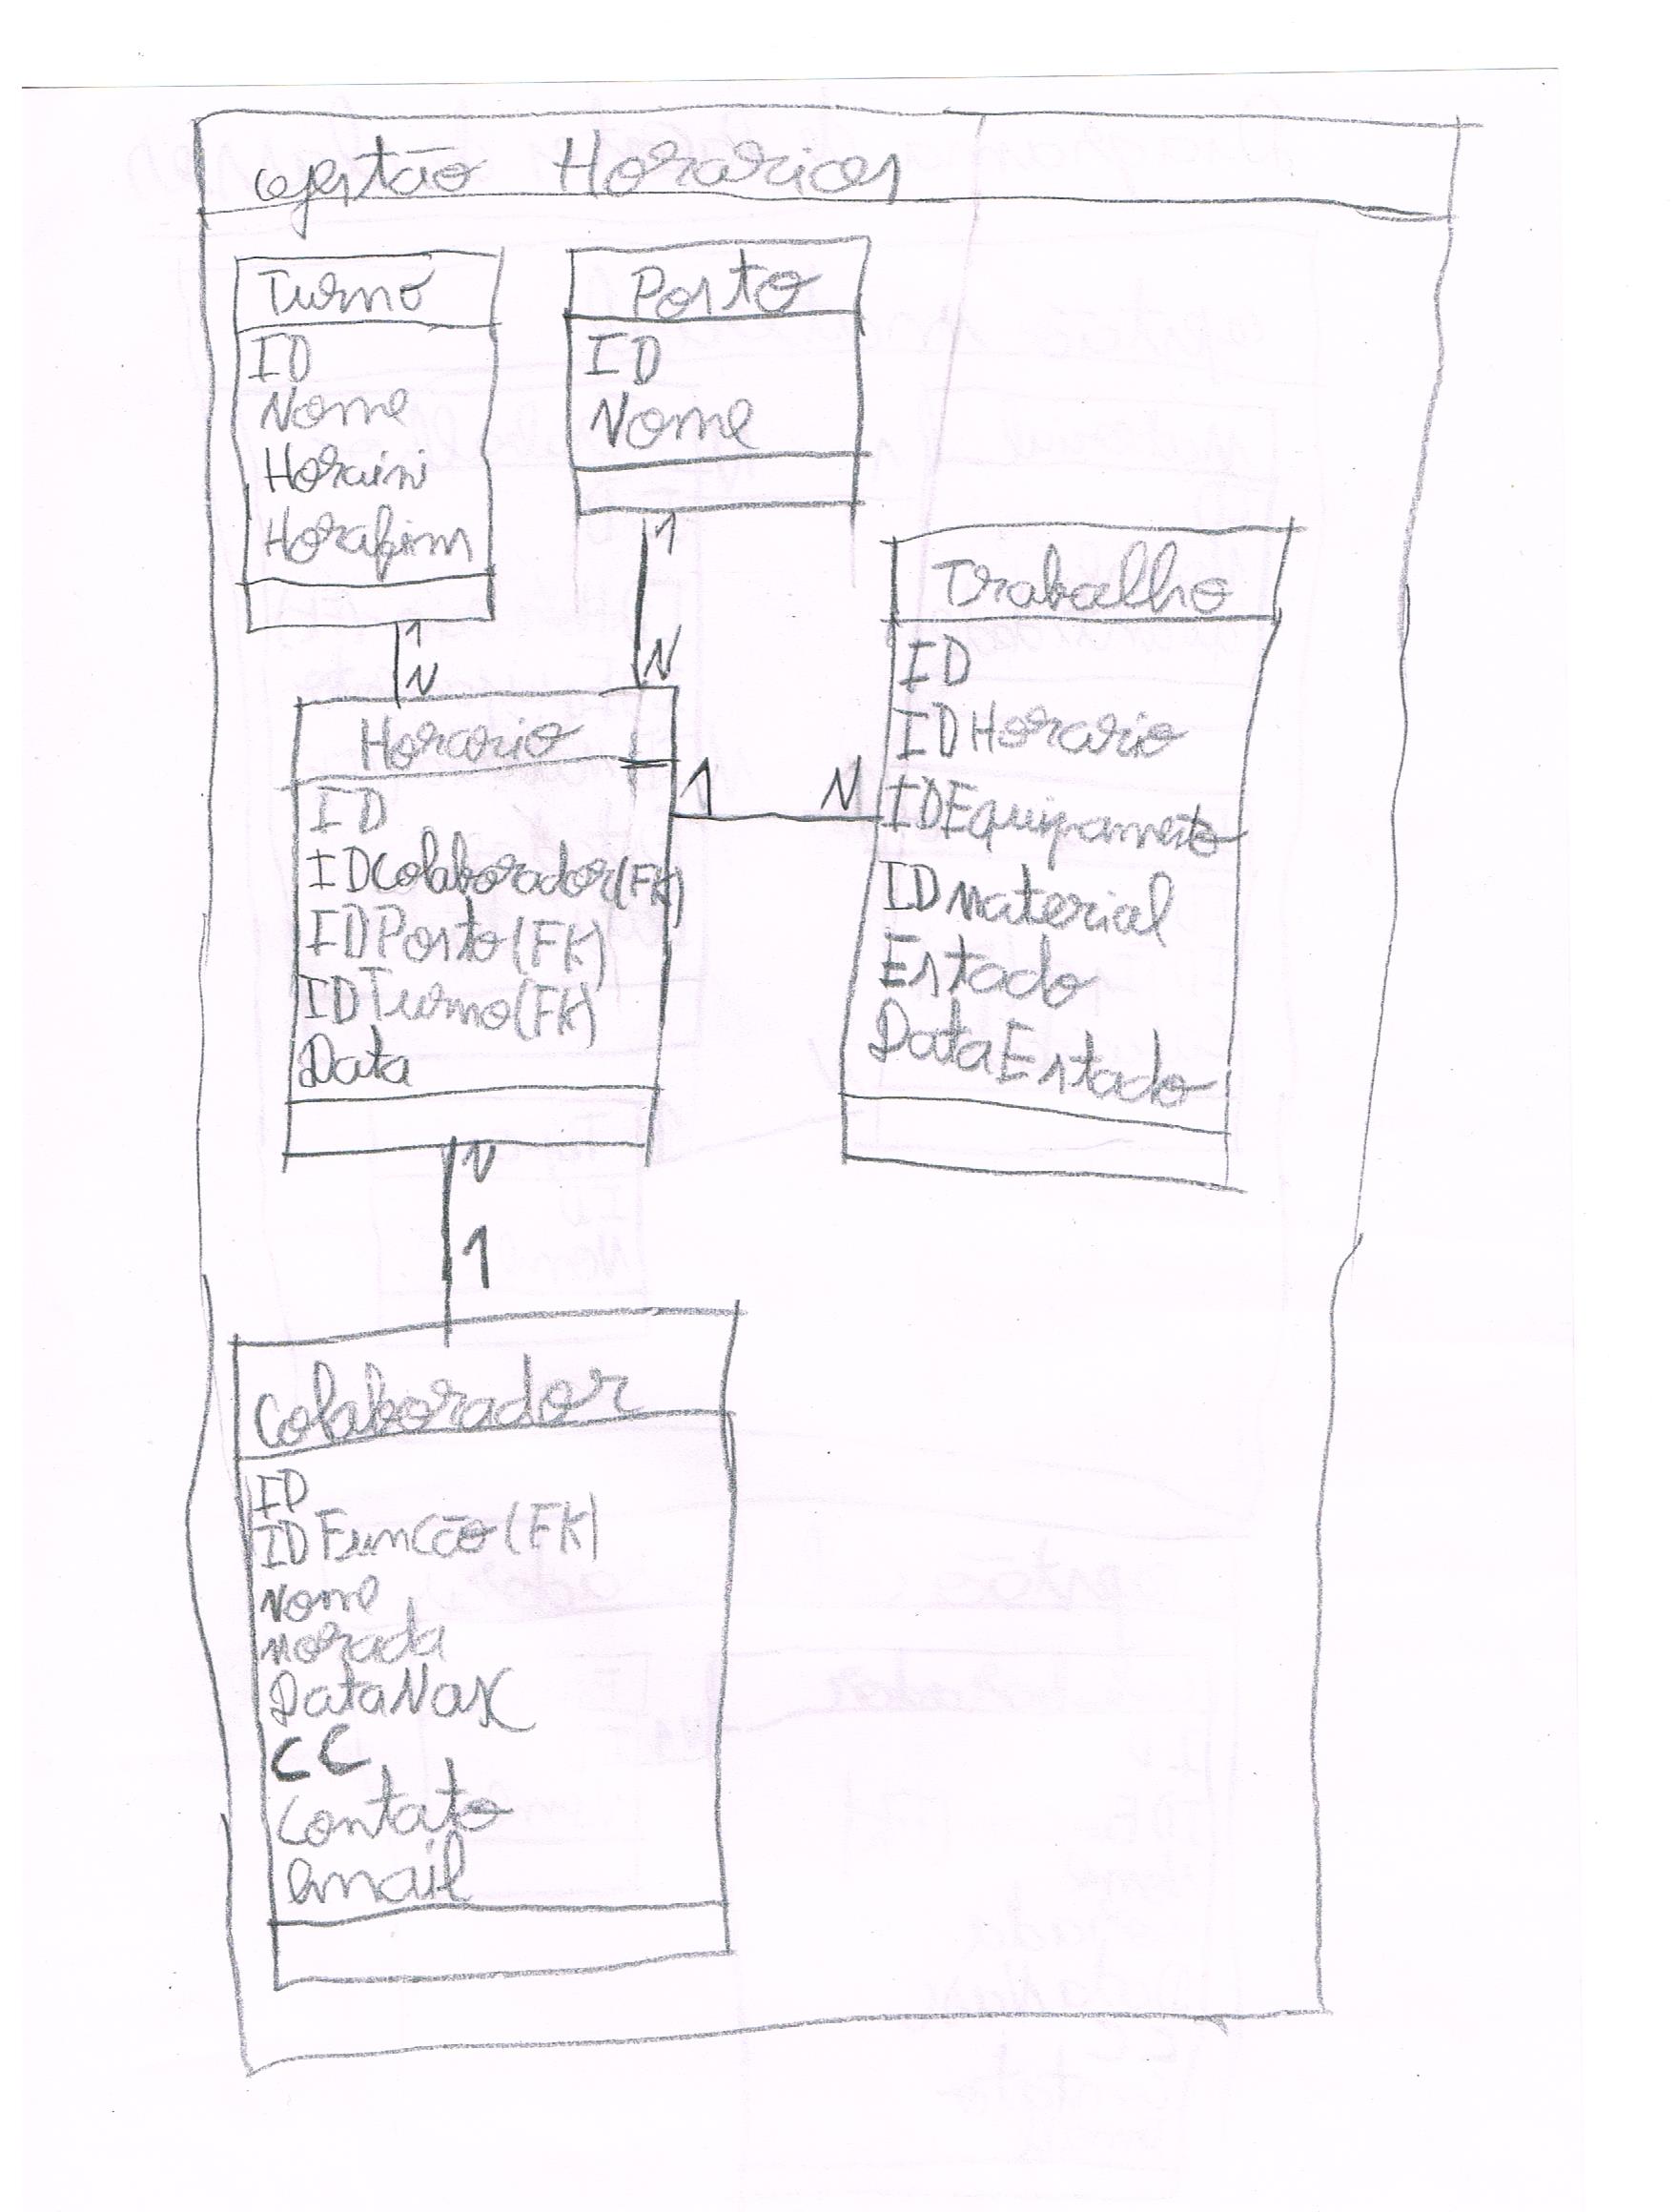 Gestão Horarios
Turno
ID
Nome
Horaini
Horafim
Posto
ID
Nome
1
N
1
N
Trabalho
ID
IDHorario
IDEquipamento
IDMaterial
Estado
DataEstado
Horario
ID
IDColaborador(FK)
IDPosto(FK)
IDTurno(FK)
Data
1 N
N
1
Colaborador
ID
IDFuncão(FK)
Nome
Morada
DataNasc
CC
Contato
Email